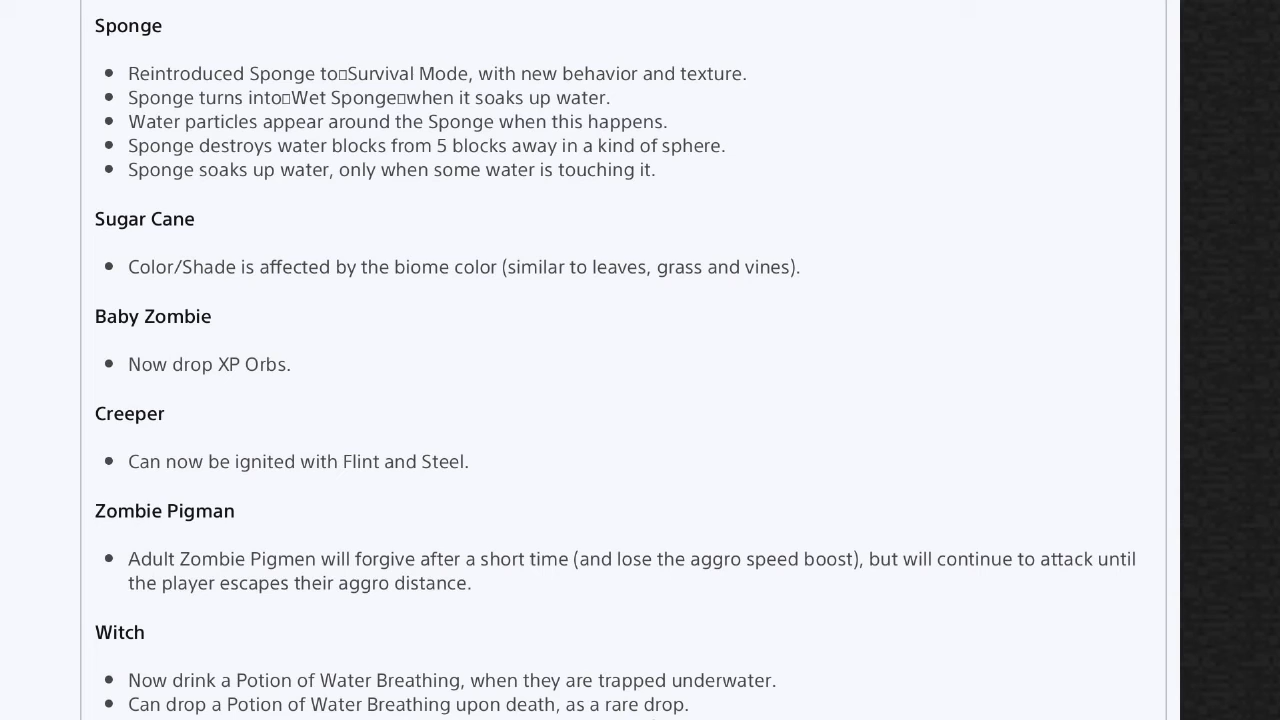 Sponge
Reintroduced Sponge to□Survival Mode, with new behavior and texture.
Sponge turns into□Wet Sponge□when it soaks up water.
Water particles appear around the Sponge when this happens.
Sponge destroys water blocks from 5 blocks away in a kind of sphere.
Sponge soaks up water, only when some water is touching it.
Sugar Cane
Color/Shade is affected by the biome color (similar to leaves, grass and vines).
Baby Zombie
Now drop XP Orbs.
Creeper
Can now be ignited with Flint and Steel.
Zombie Pigman
Adult Zombie Pigmen will forgive after a short time (and lose the aggro speed boost), but will continue to attack until
the player escapes their aggro distance.
Witch
Now drink a Potion of Water Breathing, when they are trapped underwater.
Can drop a Potion of Water Breathing upon death, as a rare drop.